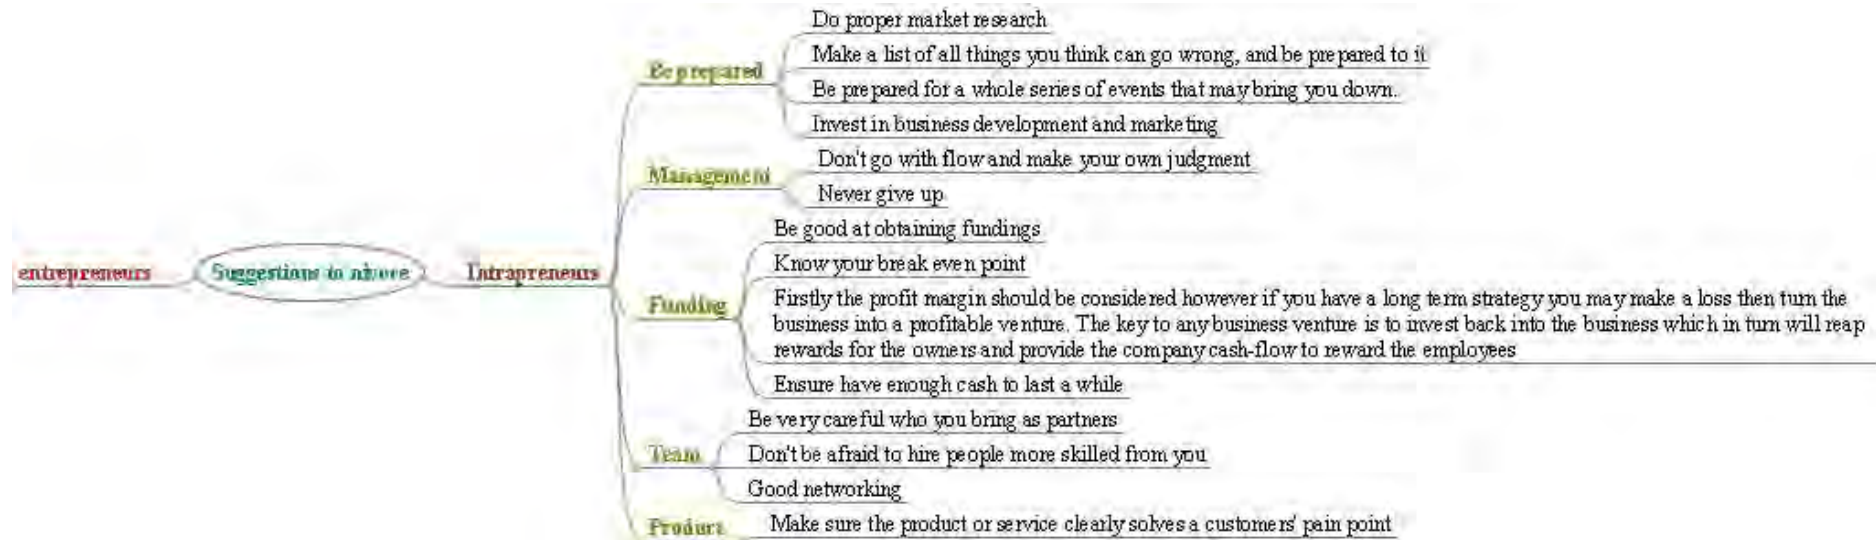 Do proper market research
Make a list of all things you think can go wrong, and be prepared to it
Be prepared
Be prepared for a whole series of events that may bring you down.
Invest in business development and marketing
Don't go with flow and make your own judgment
Management
Never give up
Be good at obtaining fundings
Know your break even point
entrepreneurs
Suggestions to above
Intrapreneurs
Funding
Firstly the profit margin should be considered however if you have a long term strategy you may make a loss then turn the
business into a profitable venture. The key to any business venture is to invest back into the business which in turn will reap
rewards for the owners and provide the company cash-flow to reward the employees
Ensure have enough cash to last a while
Be very careful who you bring as partners
Team
Don't be afraid to hire people more skilled from you
Good networking
Product
Make sure the product or service clearly solves a customers' pain point